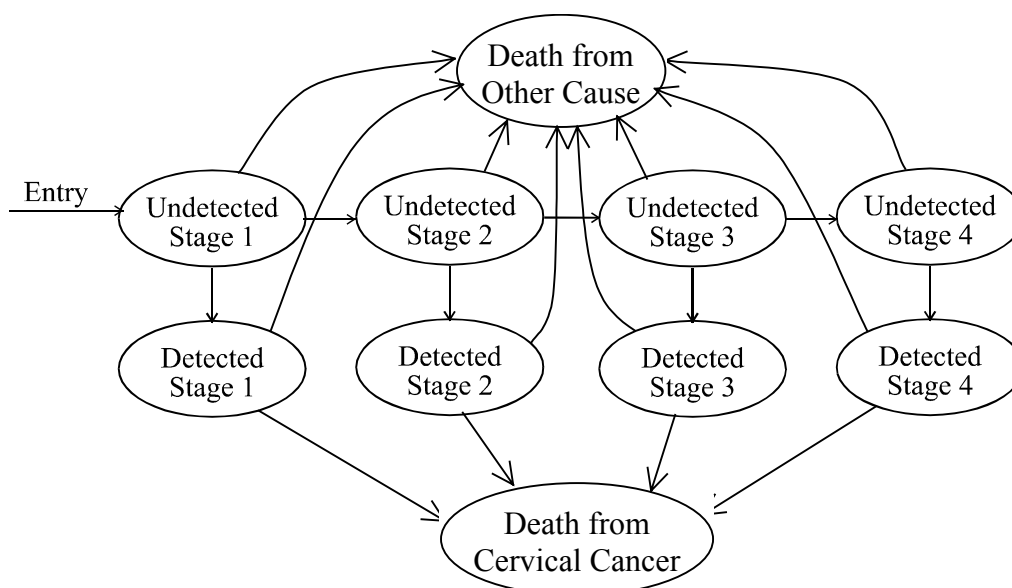 Death from
Other Cause
Entry
Undetected
Stage 1
Undetected
Stage 2
Undetected
Stage 3
Undetected
Stage 4
Detected
Stage 1
Detected
Stage 2
Detected
Stage 3
Detected
Stage 4
Death from
Cervical Cancer